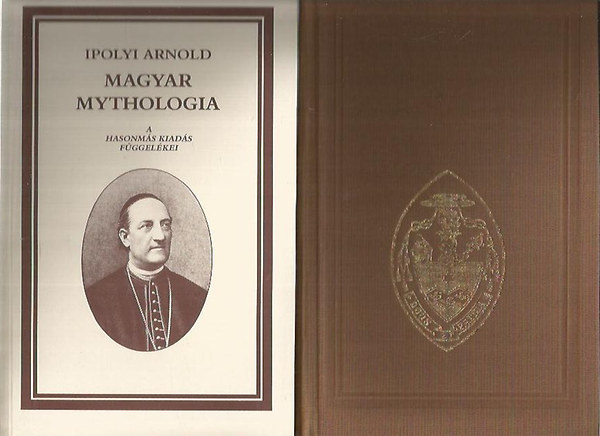 IPOLYI ARNOLD
MAGYAR
MYTHOLOGIA
A
HASONMÁS KIADÁS
FÜGGELÉKEI